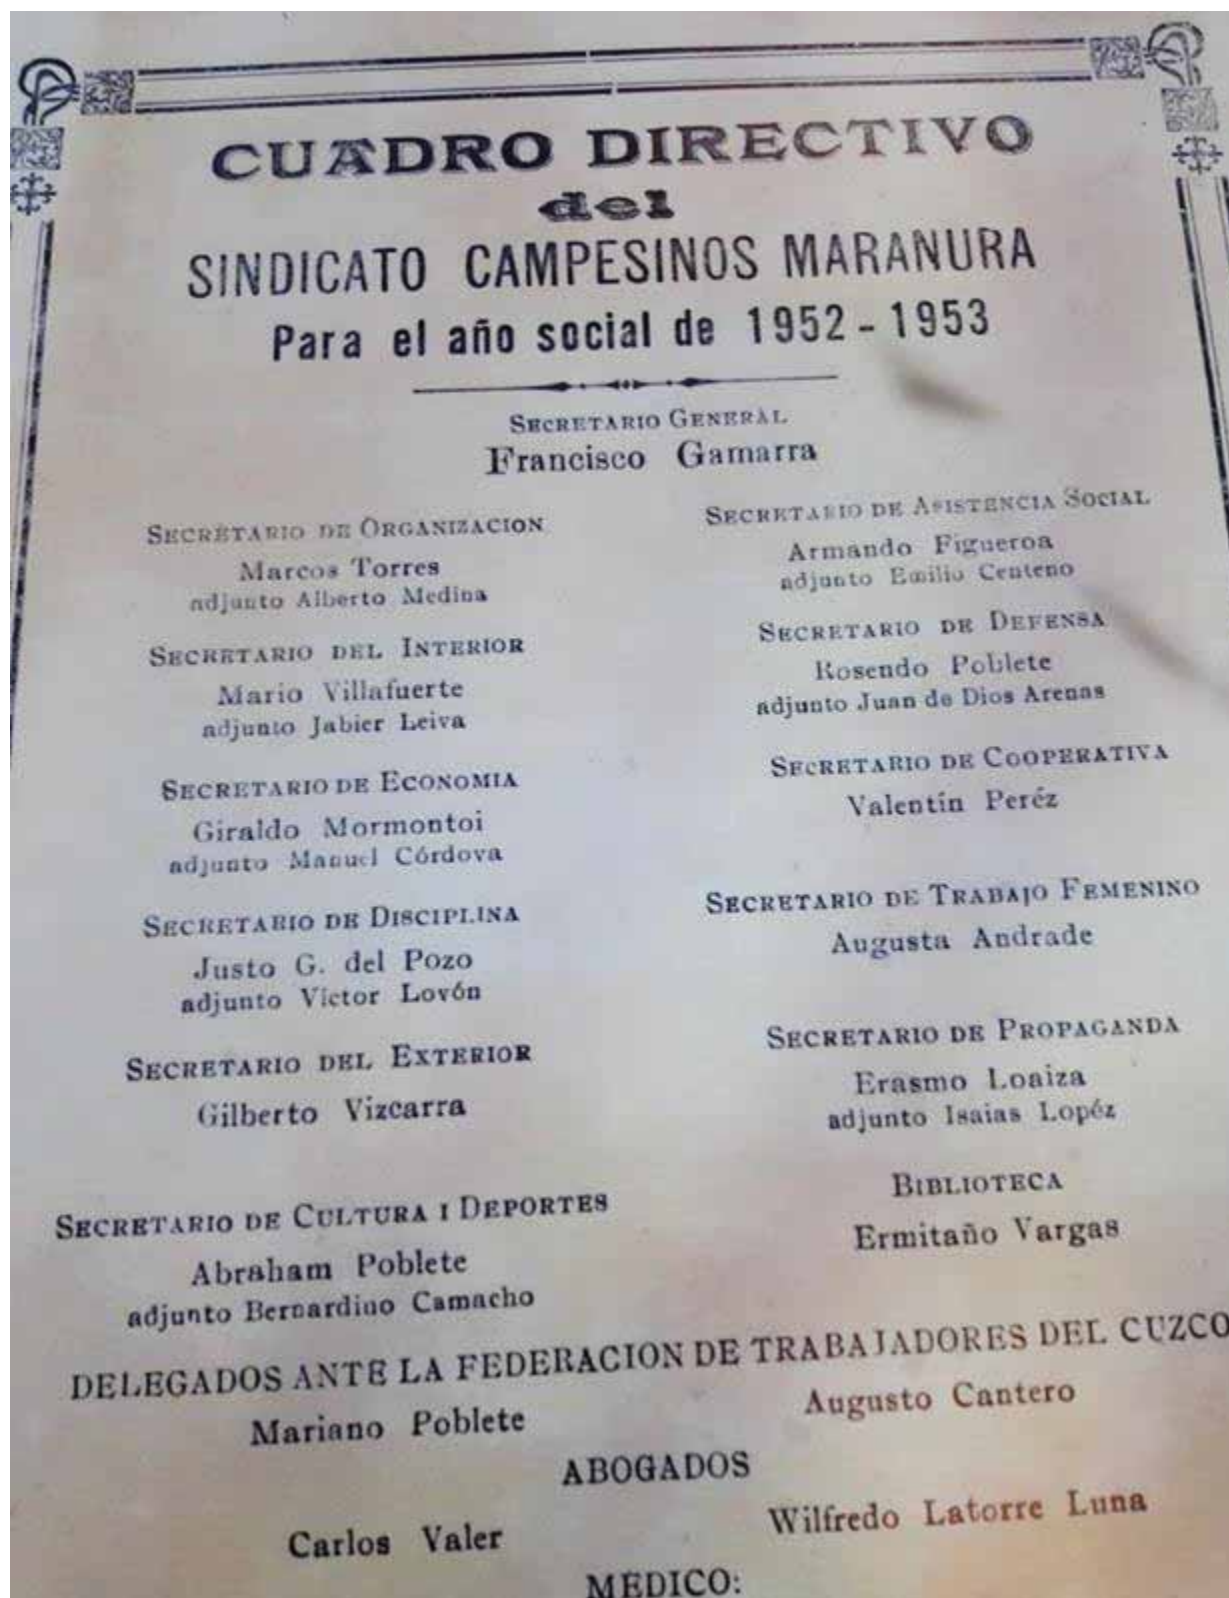 CUADRO DIRECTIVO
del
SINDICATO CAMPESINOS MARANURA
Para el año social de 1952 - 1953
SECRETARIO GENERAL
Francisco Gamarra
SECRETARIO DE ORGANIZACION
Marcos Torres
adjunto Alberto Medina
SECRETARIO DEL INTERIOR
Mario Villafuerte
adjunto Jabier Leiva
SECRETARIO DE ECONOMIA
Giraldo Mormontoi
adjunto Manuel Córdova
SECRETARIO DE DISCIPLINA
Justo G. del Pozo
adjunto Víctor Lovón
SECRETARIO DEL EXTERIOR
Gilberto Vizcarra
SECRETARIO DE CULTURA I DEPORTES
Abraham Poblete
adjunto Bernardino Camacho
SECRETARIO DE ASISTENCIA SOCIAL
Armando Figueroa
adjunto Emilio Centeno
SECRETARIO DE DEFENSA
Rosendo Poblete
adjunto Juan de Dios Arenas
SECRETARIO DE COOPERATIVA
Valentín Peréz
SECRETARIO DE TRABAJO FEMENINO
Augusta Andrade
SECRETARIO DE PROPAGANDA
Erasmo Loaiza
adjunto Isaias Lopéz
BIBLIOTECA
Ermitaño Vargas
DELEGADOS ANTE LA FEDERACION DE TRABAJADORES DEL CUZCO
Mariano Poblete Augusto Cantero
ABOGADOS
Carlos Valer Wilfredo Latorre Luna
MEDICO: